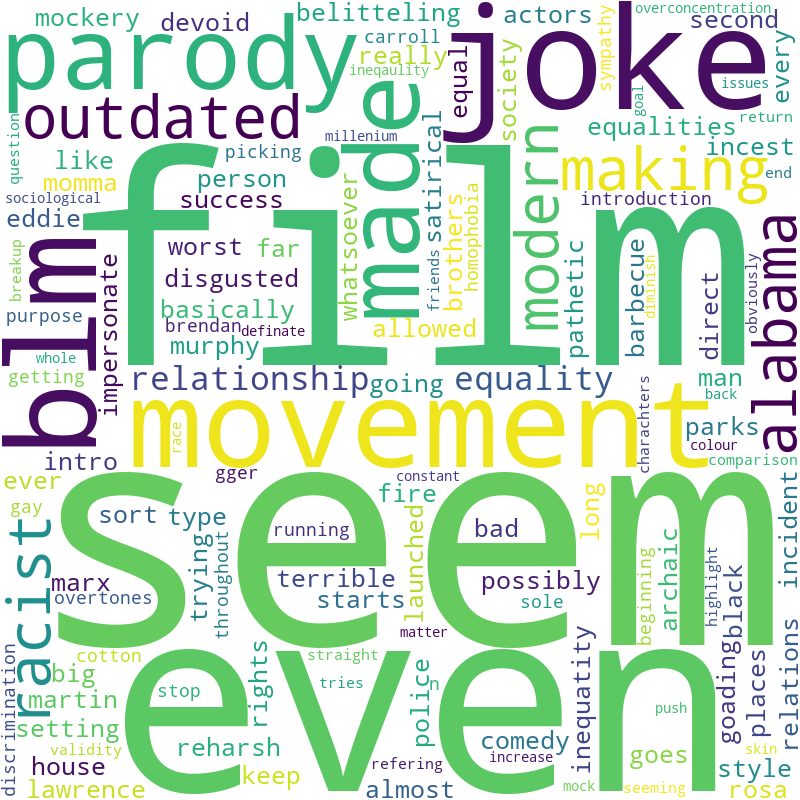 mockery
devoid
belitteling
actors
overconcentration
second
parody
carroll
really
inequaulity
joke
equal
society
sympathy
goal
issues
every
return
outdated
made
millenium
equalities
incest
question
like
momma
picking
person
success
whatsoever
modern
making
end
introduction
sociological
eddie
film
friends
satirical
brothers
homophobia
alabama
breakup
blm
impersonate
worst
far
disgusted
basically
brendan
definate
murphy
allowed
pathetic
barbecue
diminish
direct
obviously
purpose
whole
getting
relationship
going
equality
man
back
movement
race
charachters
parks
colour
comparison
intro
ever
gay
gger
constant
fire
seem
long
incident
racist
sort
type
running
bad
marx
overtones
trying
throughout
terrible
starts
launched
possibly
sole
beginning
archaic
highlight
black
matter
discrimination
cotton
big
martin
setting
validity
house
lawrence
even
stop
rights
straight
tries
police
n
reharsh
keep
refering
increase
almost
comedy
inequatity
goes
push
goading
places
relations
style
skin
mock
seeming
rosa